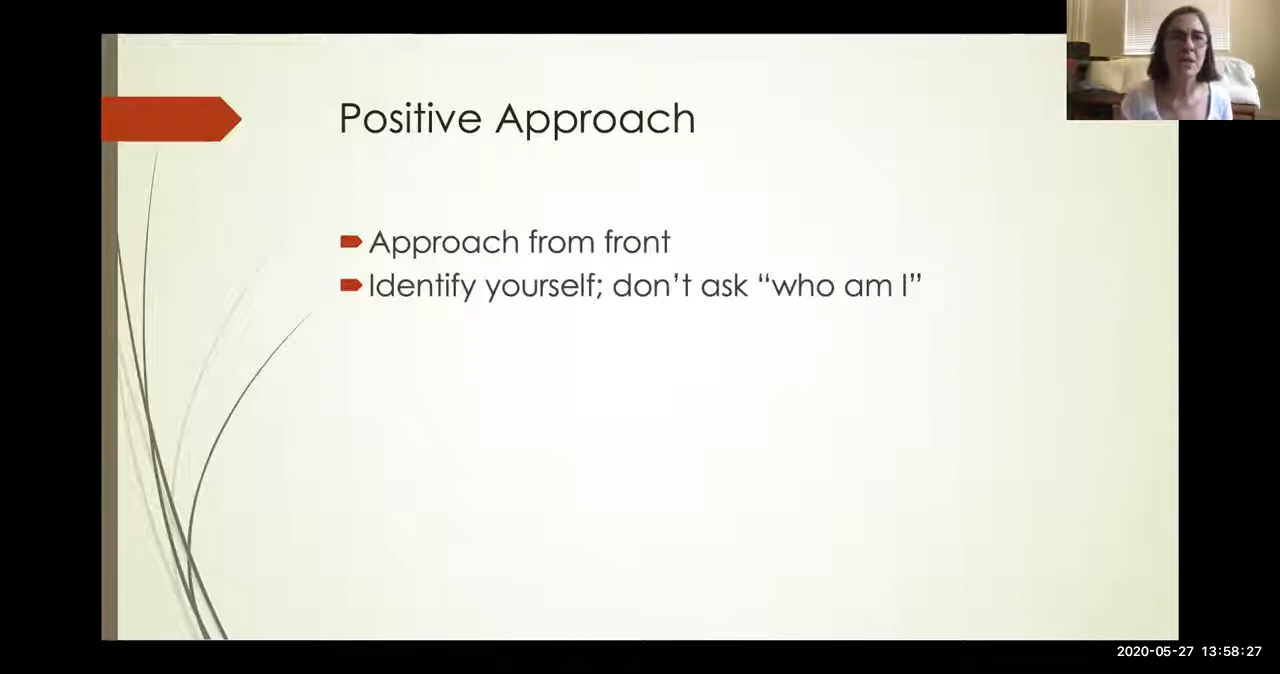 Positive Approach
Approach from front
Identify yourself; don’t ask “who am I”
2020-05-27 13:58:27